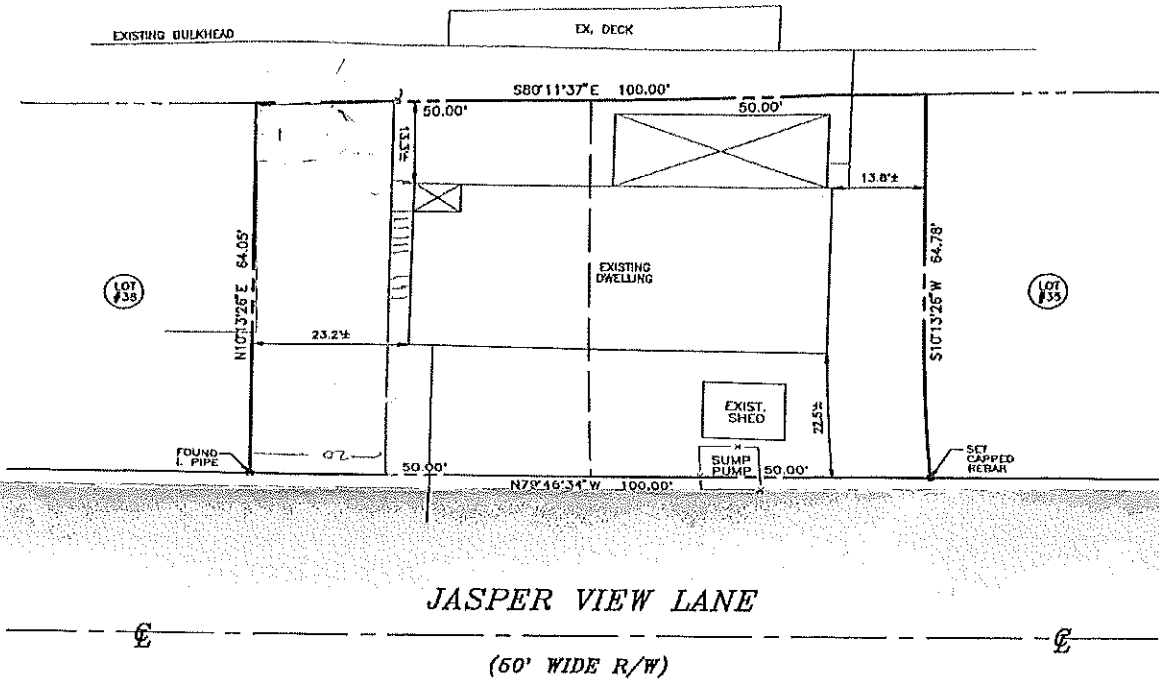 EX. DECK
EXISTING BULKHEAD
S80°11'37"E 100.00'
50.00'
50.00'
13.8'±
N10°13'26"E 64.05'
S10°13'26"W 64.78'
LOT
#38
EXISTING
DWELLING
LOT
#35
23.2'±
EXIST.
SHED
22.5'±
FOUND
I. PIPE
20
SUMP
PUMP
SET
CAPPED
REBAR
50.00'
50.00'
N79°46'34"W 100.00'
JASPER VIEW LANE
(50' WIDE R/W)